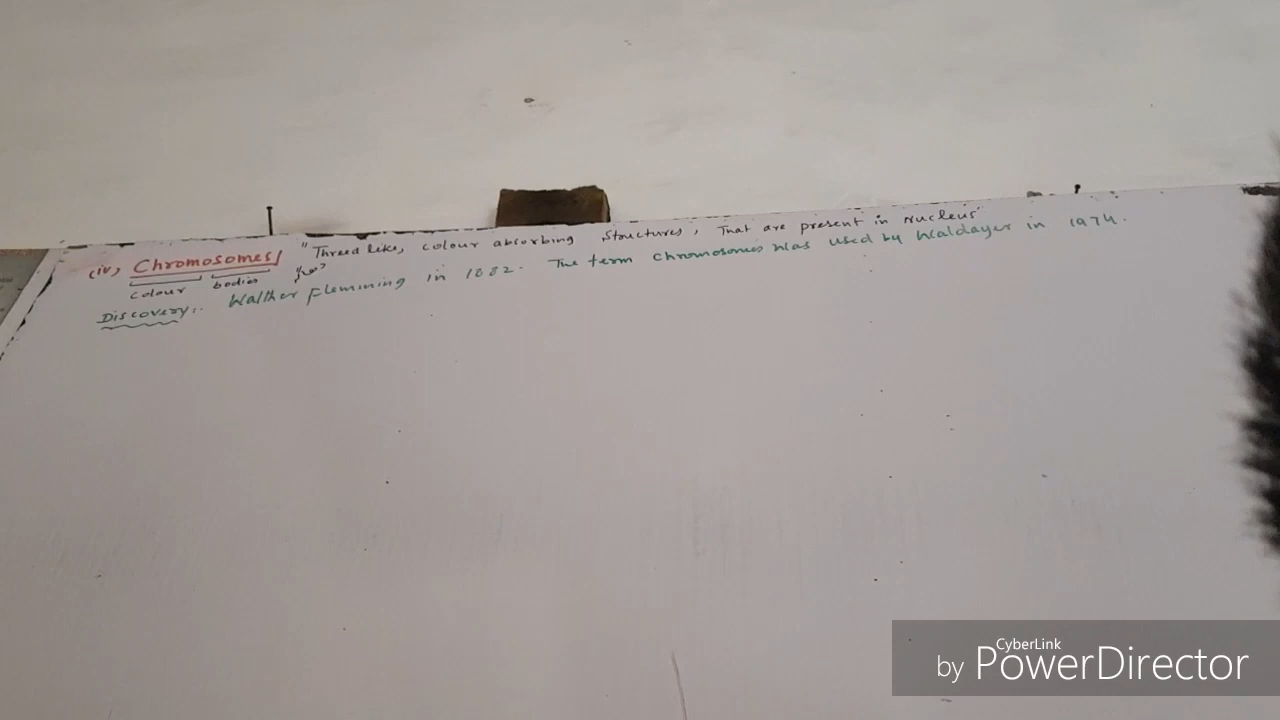 (iv) Chromosomes
"Thread like, colour absorbing structures, That are present in Nucleus"
colour bodies
Discovery:. Walther Flemining in 1882. The term chromosomes was used by Waldayer in 1974.
CyberLink
by PowerDirector